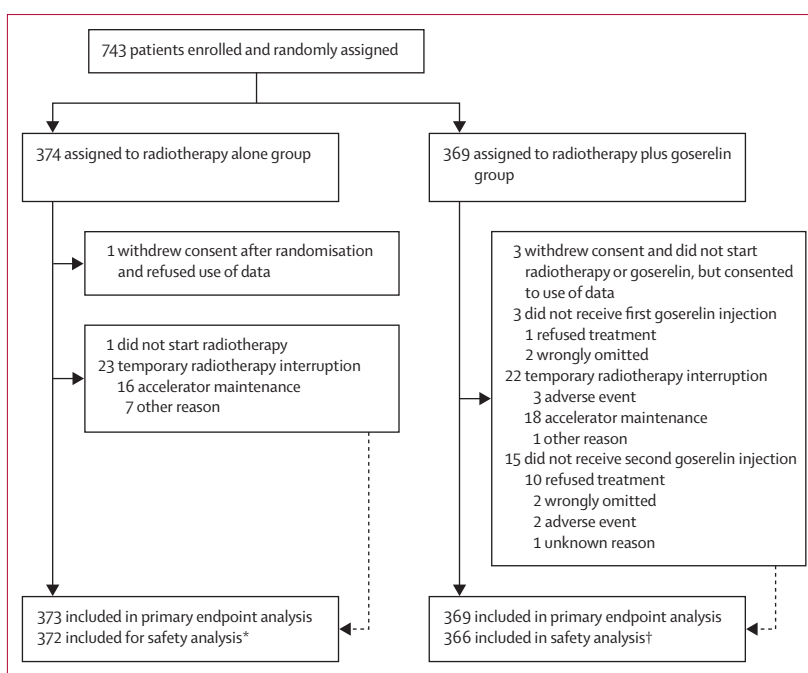 743 patients enrolled and randomly assigned
374 assigned to radiotherapy alone group
369 assigned to radiotherapy plus goserelin
group
1 withdrew consent after randomisation
and refused use of data
1 did not start radiotherapy
23 temporary radiotherapy interruption
16 accelerator maintenance
7 other reason
3 withdrew consent and did not start
radiotherapy or goserelin, but consented
to use of data
3 did not receive first goserelin injection
1 refused treatment
2 wrongly omitted
22 temporary radiotherapy interruption
3 adverse event
18 accelerator maintenance
1 other reason
15 did not receive second goserelin injection
10 refused treatment
2 wrongly omitted
2 adverse event
1 unknown reason
373 included in primary endpoint analysis
372 included for safety analysis*
369 included in primary endpoint analysis
366 included in safety analysis†